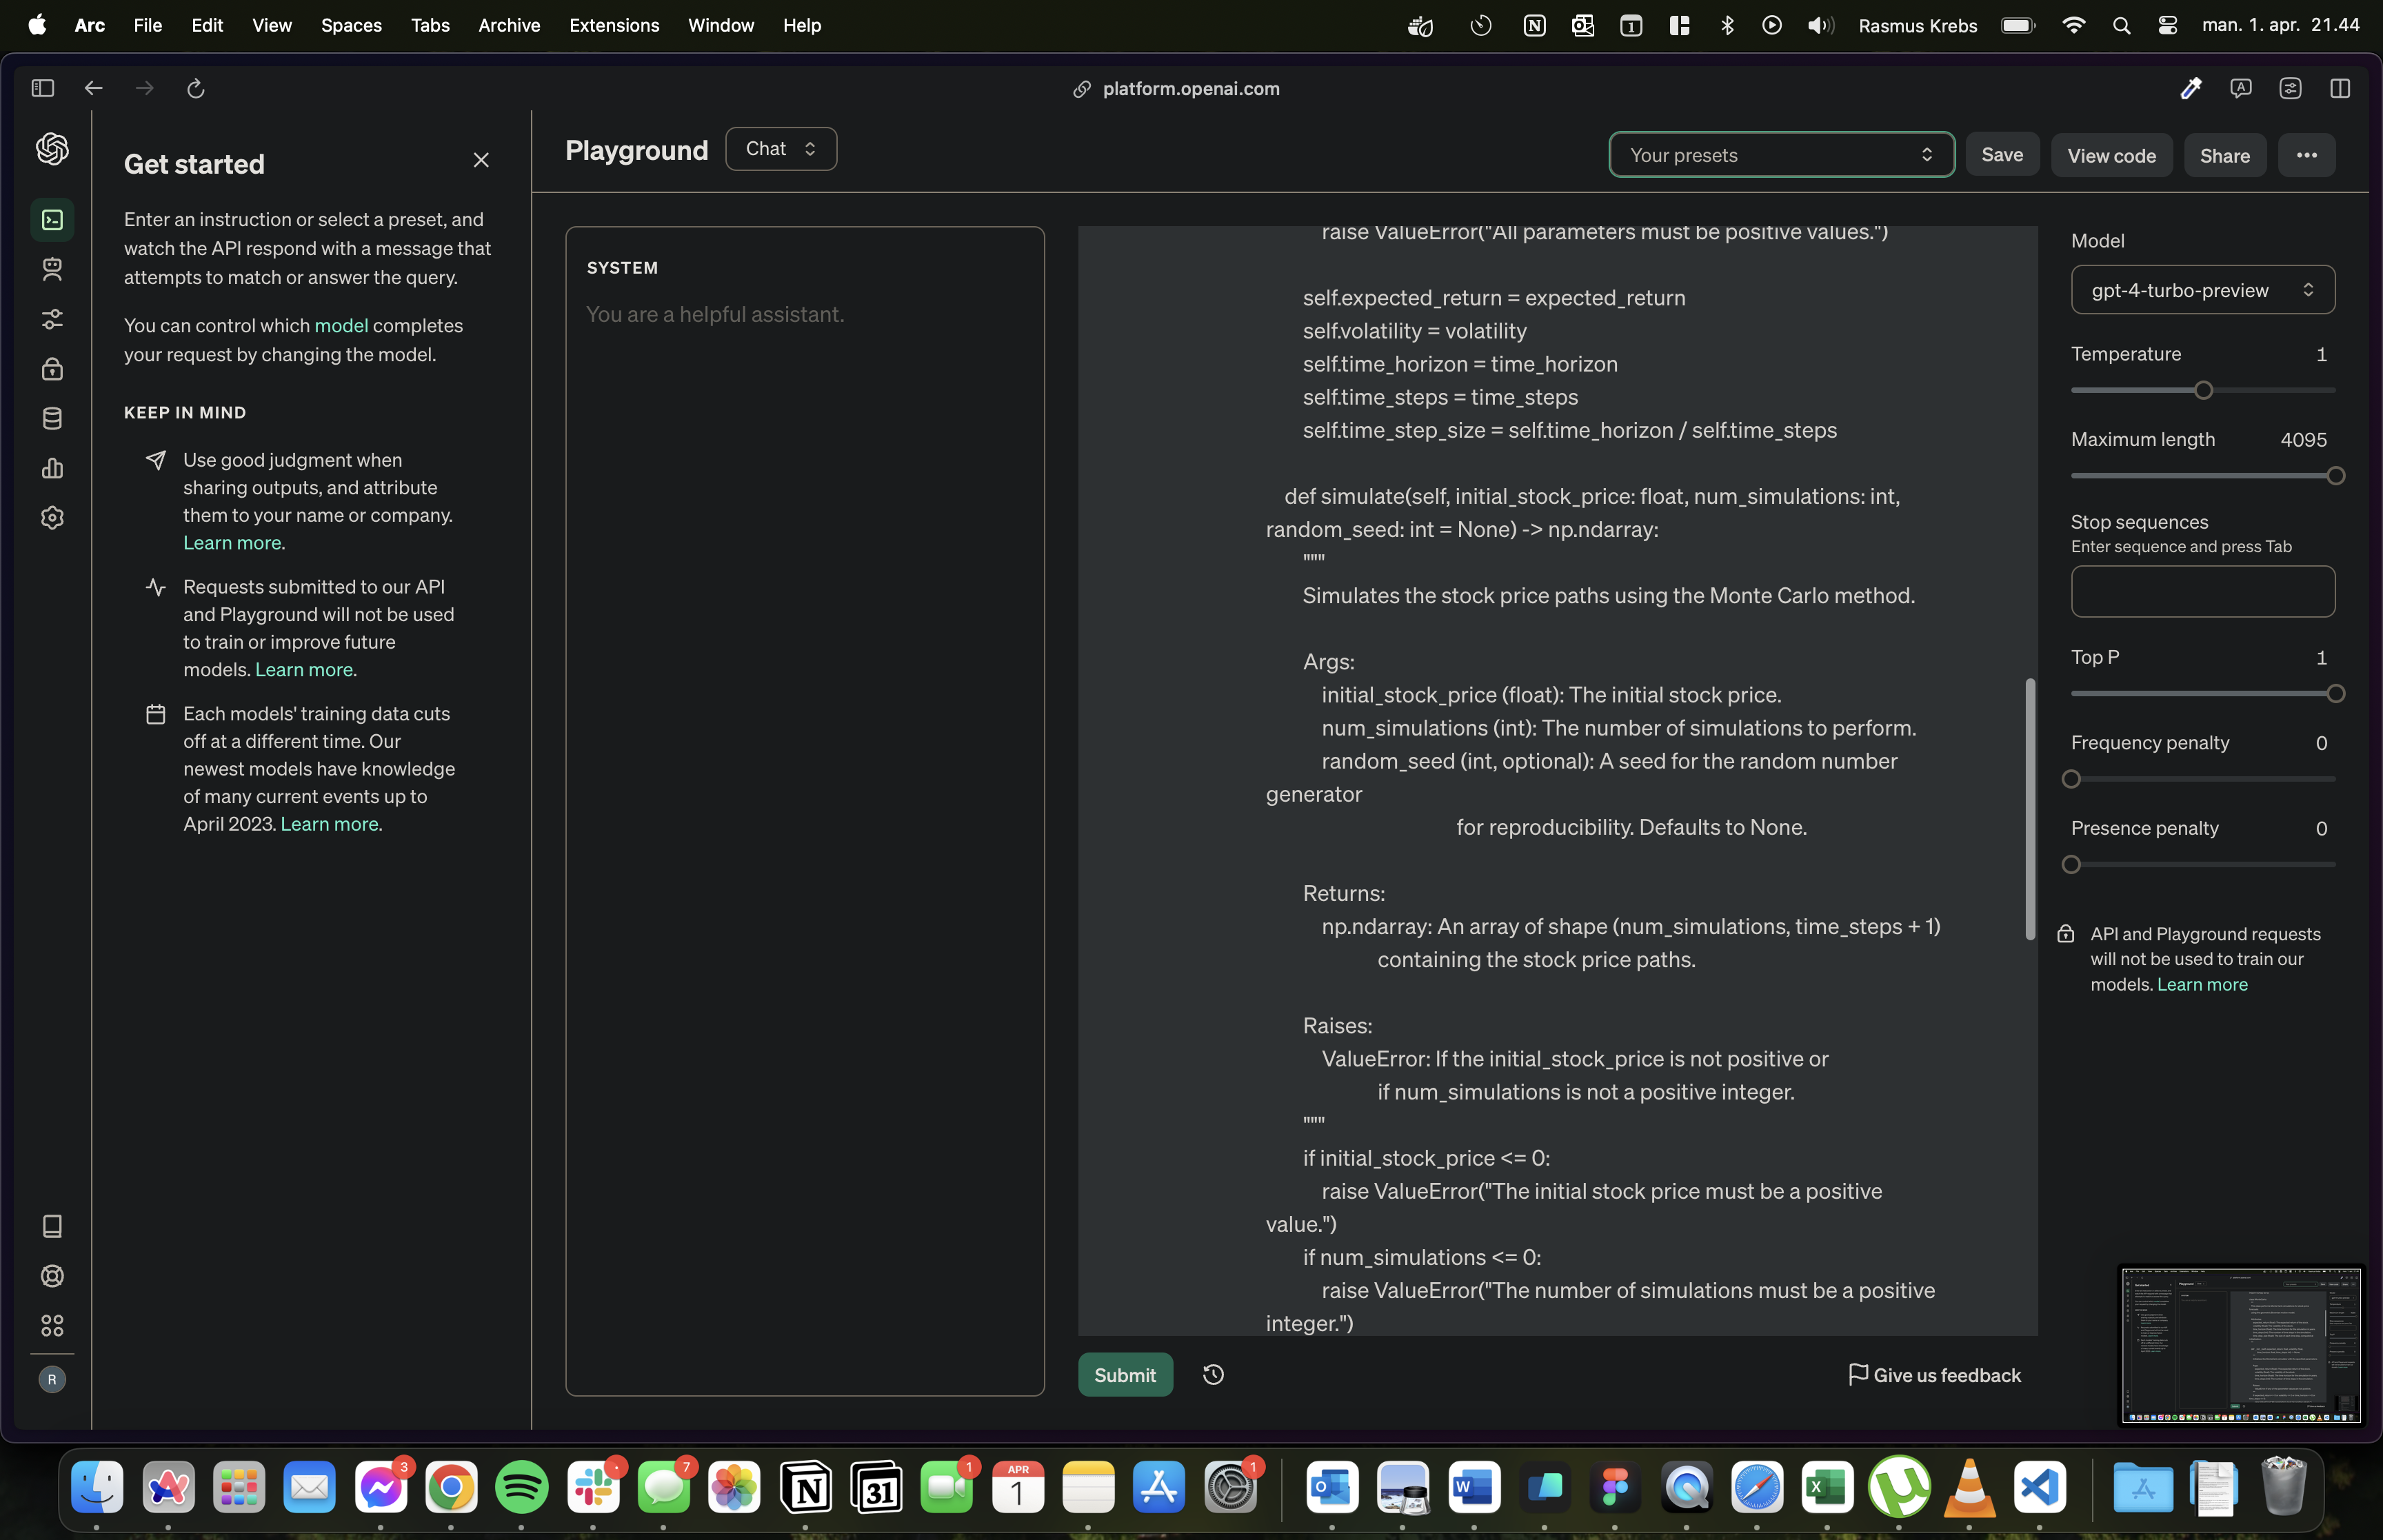 Arc File Edit View Spaces Tabs Archive Extensions Window Help 1 Rasmus Krebs man. 1. apr. 21.44
platform.openai.com
Get started
Enter an instruction or select a preset, and
watch the API respond with a message that
attempts to match or answer the query.
You can control which model completes
your request by changing the model.
KEEP IN MIND
Use good judgment when
sharing outputs, and attribute
them to your name or company.
Learn more.
Requests submitted to our API
and Playground will not be used
to train or improve future
models. Learn more.
Each models' training data cuts
off at a different time. Our
newest models have knowledge
of many current events up to
April 2023. Learn more.
R
Playground Chat Your presets Save View code Share
SYSTEM
You are a helpful assistant.
raise ValueError("All parameters must be positive values.")
self.expected_return = expected_return
self.volatility = volatility
self.time_horizon = time_horizon
self.time_steps = time_steps
self.time_step_size = self.time_horizon / self.time_steps
def simulate(self, initial_stock_price: float, num_simulations: int,
random_seed: int = None) -> np.ndarray:
"""
Simulates the stock price paths using the Monte Carlo method.
Args:
initial_stock_price (float): The initial stock price.
num_simulations (int): The number of simulations to perform.
random_seed (int, optional): A seed for the random number
generator
for reproducibility. Defaults to None.
Returns:
np.ndarray: An array of shape (num_simulations, time_steps + 1)
containing the stock price paths.
Raises:
ValueError: If the initial_stock_price is not positive or
if num_simulations is not a positive integer.
"""
if initial_stock_price <= 0:
raise ValueError("The initial stock price must be a positive
value.")
if num_simulations <= 0:
raise ValueError("The number of simulations must be a positive
integer.")
Submit
Give us feedback
Model
gpt-4-turbo-preview
Temperature 1
Maximum length 4095
Stop sequences
Enter sequence and press Tab
Top P 1
Frequency penalty 0
Presence penalty 0
API and Playground requests
will not be used to train our
models. Learn more
3 7 31 1 APR 1 1